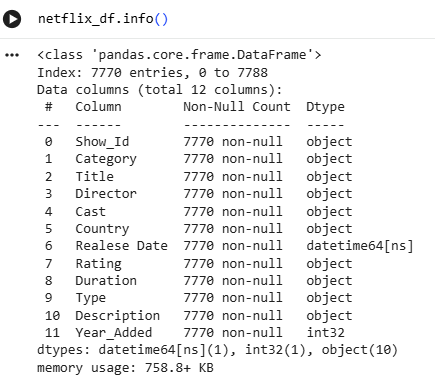 netflix_df.info()
<class 'pandas.core.frame.DataFrame'>
Index: 7770 entries, 0 to 7788
Data columns (total 12 columns):
 #   Column        Non-Null Count  Dtype
---  ------        --------------  -----
 0   Show_Id       7770 non-null   object
 1   Category      7770 non-null   object
 2   Title         7770 non-null   object
 3   Director      7770 non-null   object
 4   Cast          7770 non-null   object
 5   Country       7770 non-null   object
 6   Realese Date  7770 non-null   datetime64[ns]
 7   Rating        7770 non-null   object
 8   Duration      7770 non-null   object
 9   Type          7770 non-null   object
 10  Description   7770 non-null   object
 11  Year_Added    7770 non-null   int32
dtypes: datetime64[ns](1), int32(1), object(10)
memory usage: 758.8+ KB